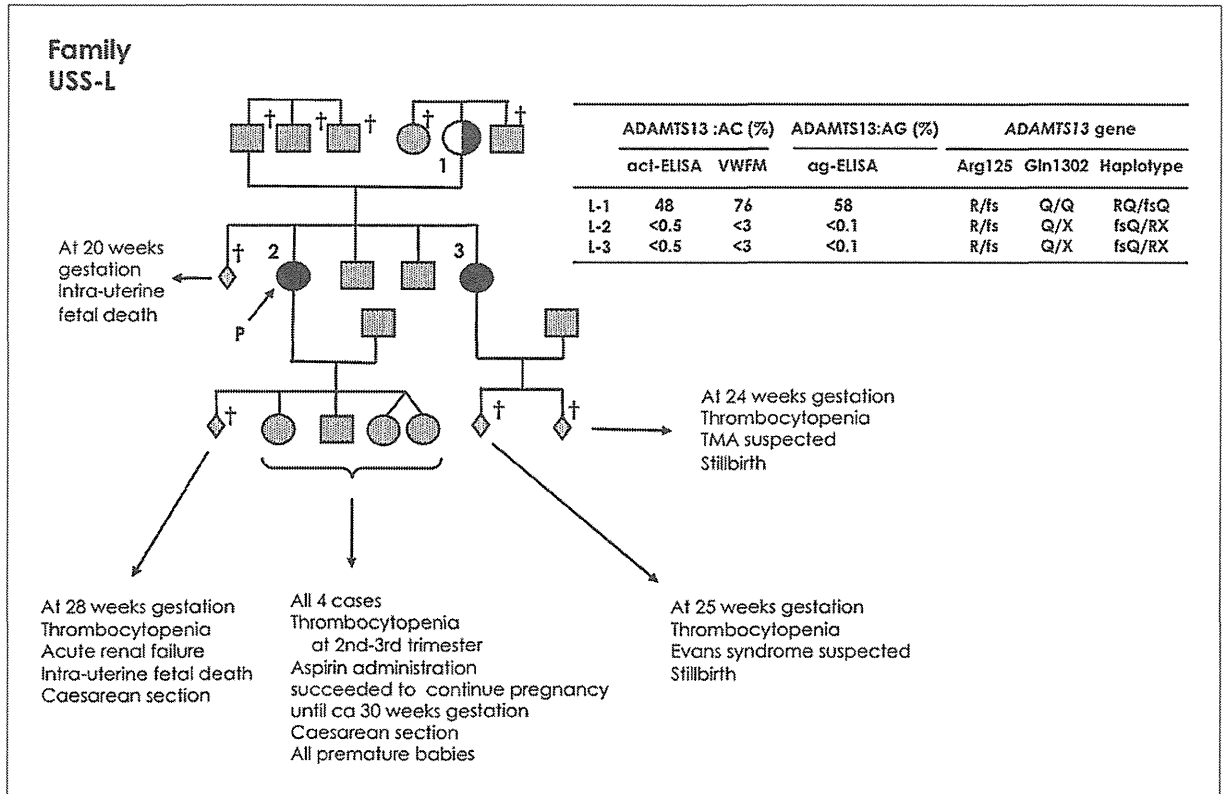 Family
USS-L
ADAMTS13 :AC (%) ADAMTS13:AG (%) ADAMTS13 gene
act-ELISA VWFM ag-ELISA Arg125 Gln1302 Haplotype
L-1 48 76 58 R/fs Q/Q RQ/fsQ
L-2 <0.5 <3 <0.1 R/fs Q/X fsQ/RX
L-3 <0.5 <3 <0.1 R/fs Q/X fsQ/RX
† † † † †
1
At 20 weeks
gestation
Intra-uterine
fetal death
† 2 3
P
† † †
At 24 weeks gestation
Thrombocytopenia
TMA suspected
Stillbirth
At 28 weeks gestation
Thrombocytopenia
Acute renal failure
Intra-uterine fetal death
Caesarean section
All 4 cases
Thrombocytopenia
at 2nd-3rd trimester
Aspirin administration
succeeded to continue pregnancy
until ca 30 weeks gestation
Caesarean section
All premature babies
At 25 weeks gestation
Thrombocytopenia
Evans syndrome suspected
Stillbirth